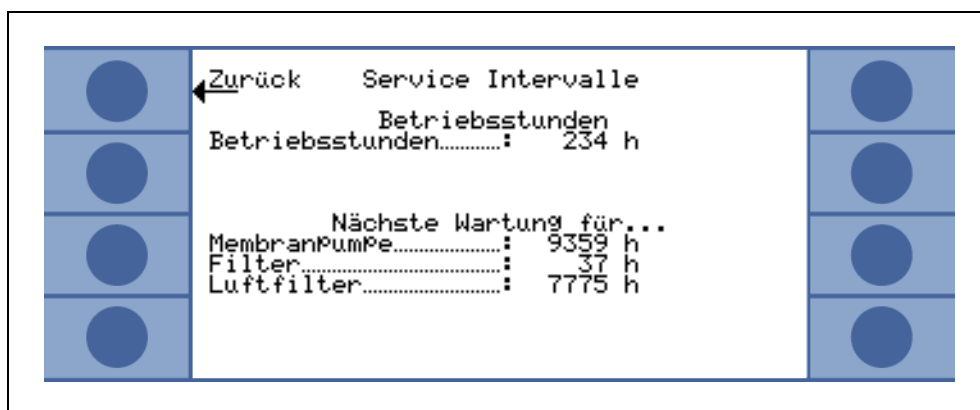 Zurück Service Intervalle
Betriebsstunden
Betriebsstunden...........: 234 h
Nächste Wartung für...
Membranpumpe...................: 9359 h
Filter....................................: 37 h
Luftfilter.........................: 7775 h